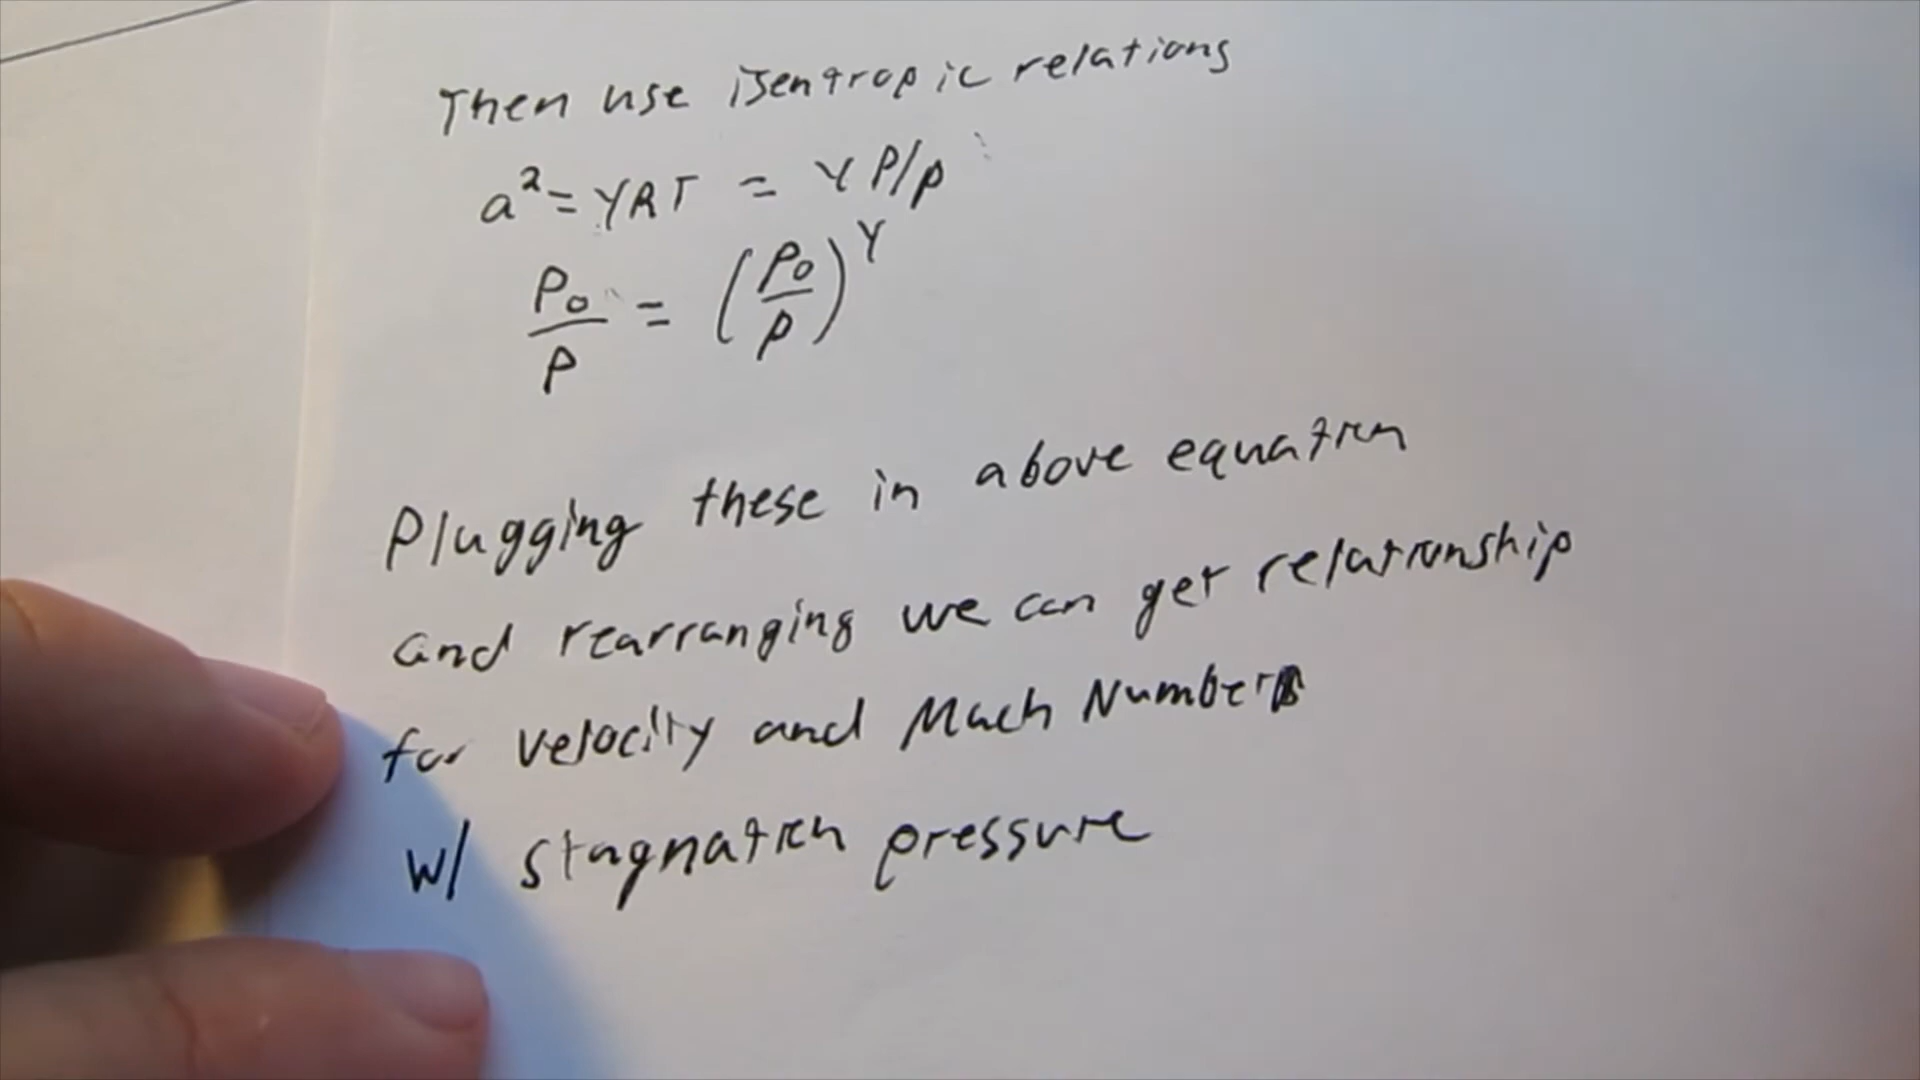 Then use isentropic relations
a² = γRT = γ P/ρ
P₀/P = (ρ₀/ρ)^γ
Plugging these in above equation
and rearranging we can get relationship
for velocity and Mach Number
w/ stagnation pressure